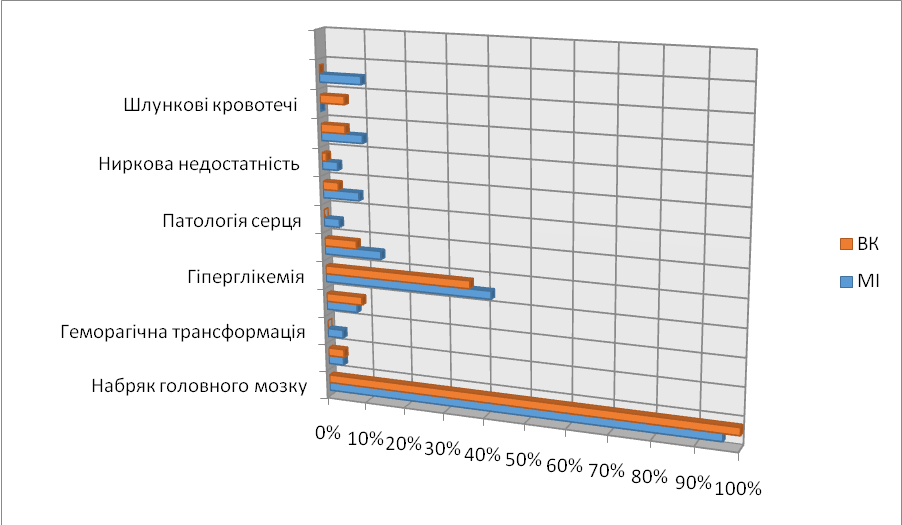 Шлункові кровотечі
Ниркова недостатність
Патологія серця
Гіперглікемія
Геморагічна трансформація
Набряк головного мозку
0% 10% 20% 30% 40% 50% 60% 70% 80% 90% 100%
ВК
МІ